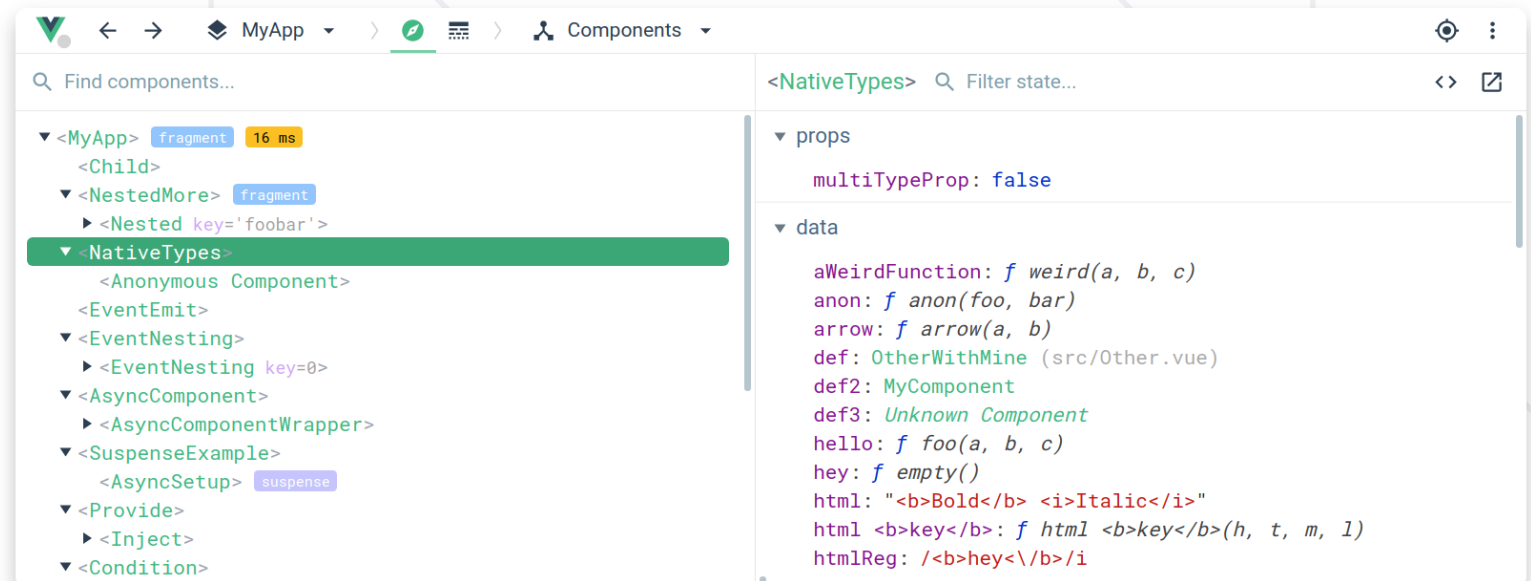 MyApp
Components
Find components...
<MyApp> fragment 16 ms
<Child>
<NestedMore> fragment
<Nested key='foobar'>
<NativeTypes>
<Anonymous Component>
<EventEmit>
<EventNesting>
<EventNesting key=0>
<AsyncComponent>
<AsyncComponentWrapper>
<SuspenseExample>
<AsyncSetup> suspense
<Provide>
<Inject>
<Condition>
<NativeTypes> Filter state...
props
multiTypeProp: false
data
aWeirdFunction: ƒ weird(a, b, c)
anon: ƒ anon(foo, bar)
arrow: ƒ arrow(a, b)
def: OtherWithMine (src/Other.vue)
def2: MyComponent
def3: Unknown Component
hello: ƒ foo(a, b, c)
hey: ƒ empty()
html: "<b>Bold</b> <i>Italic</i>"
html <b>key</b>: ƒ html <b>key</b>(h, t, m, l)
htmlReg: /<b>hey<\/b>/i